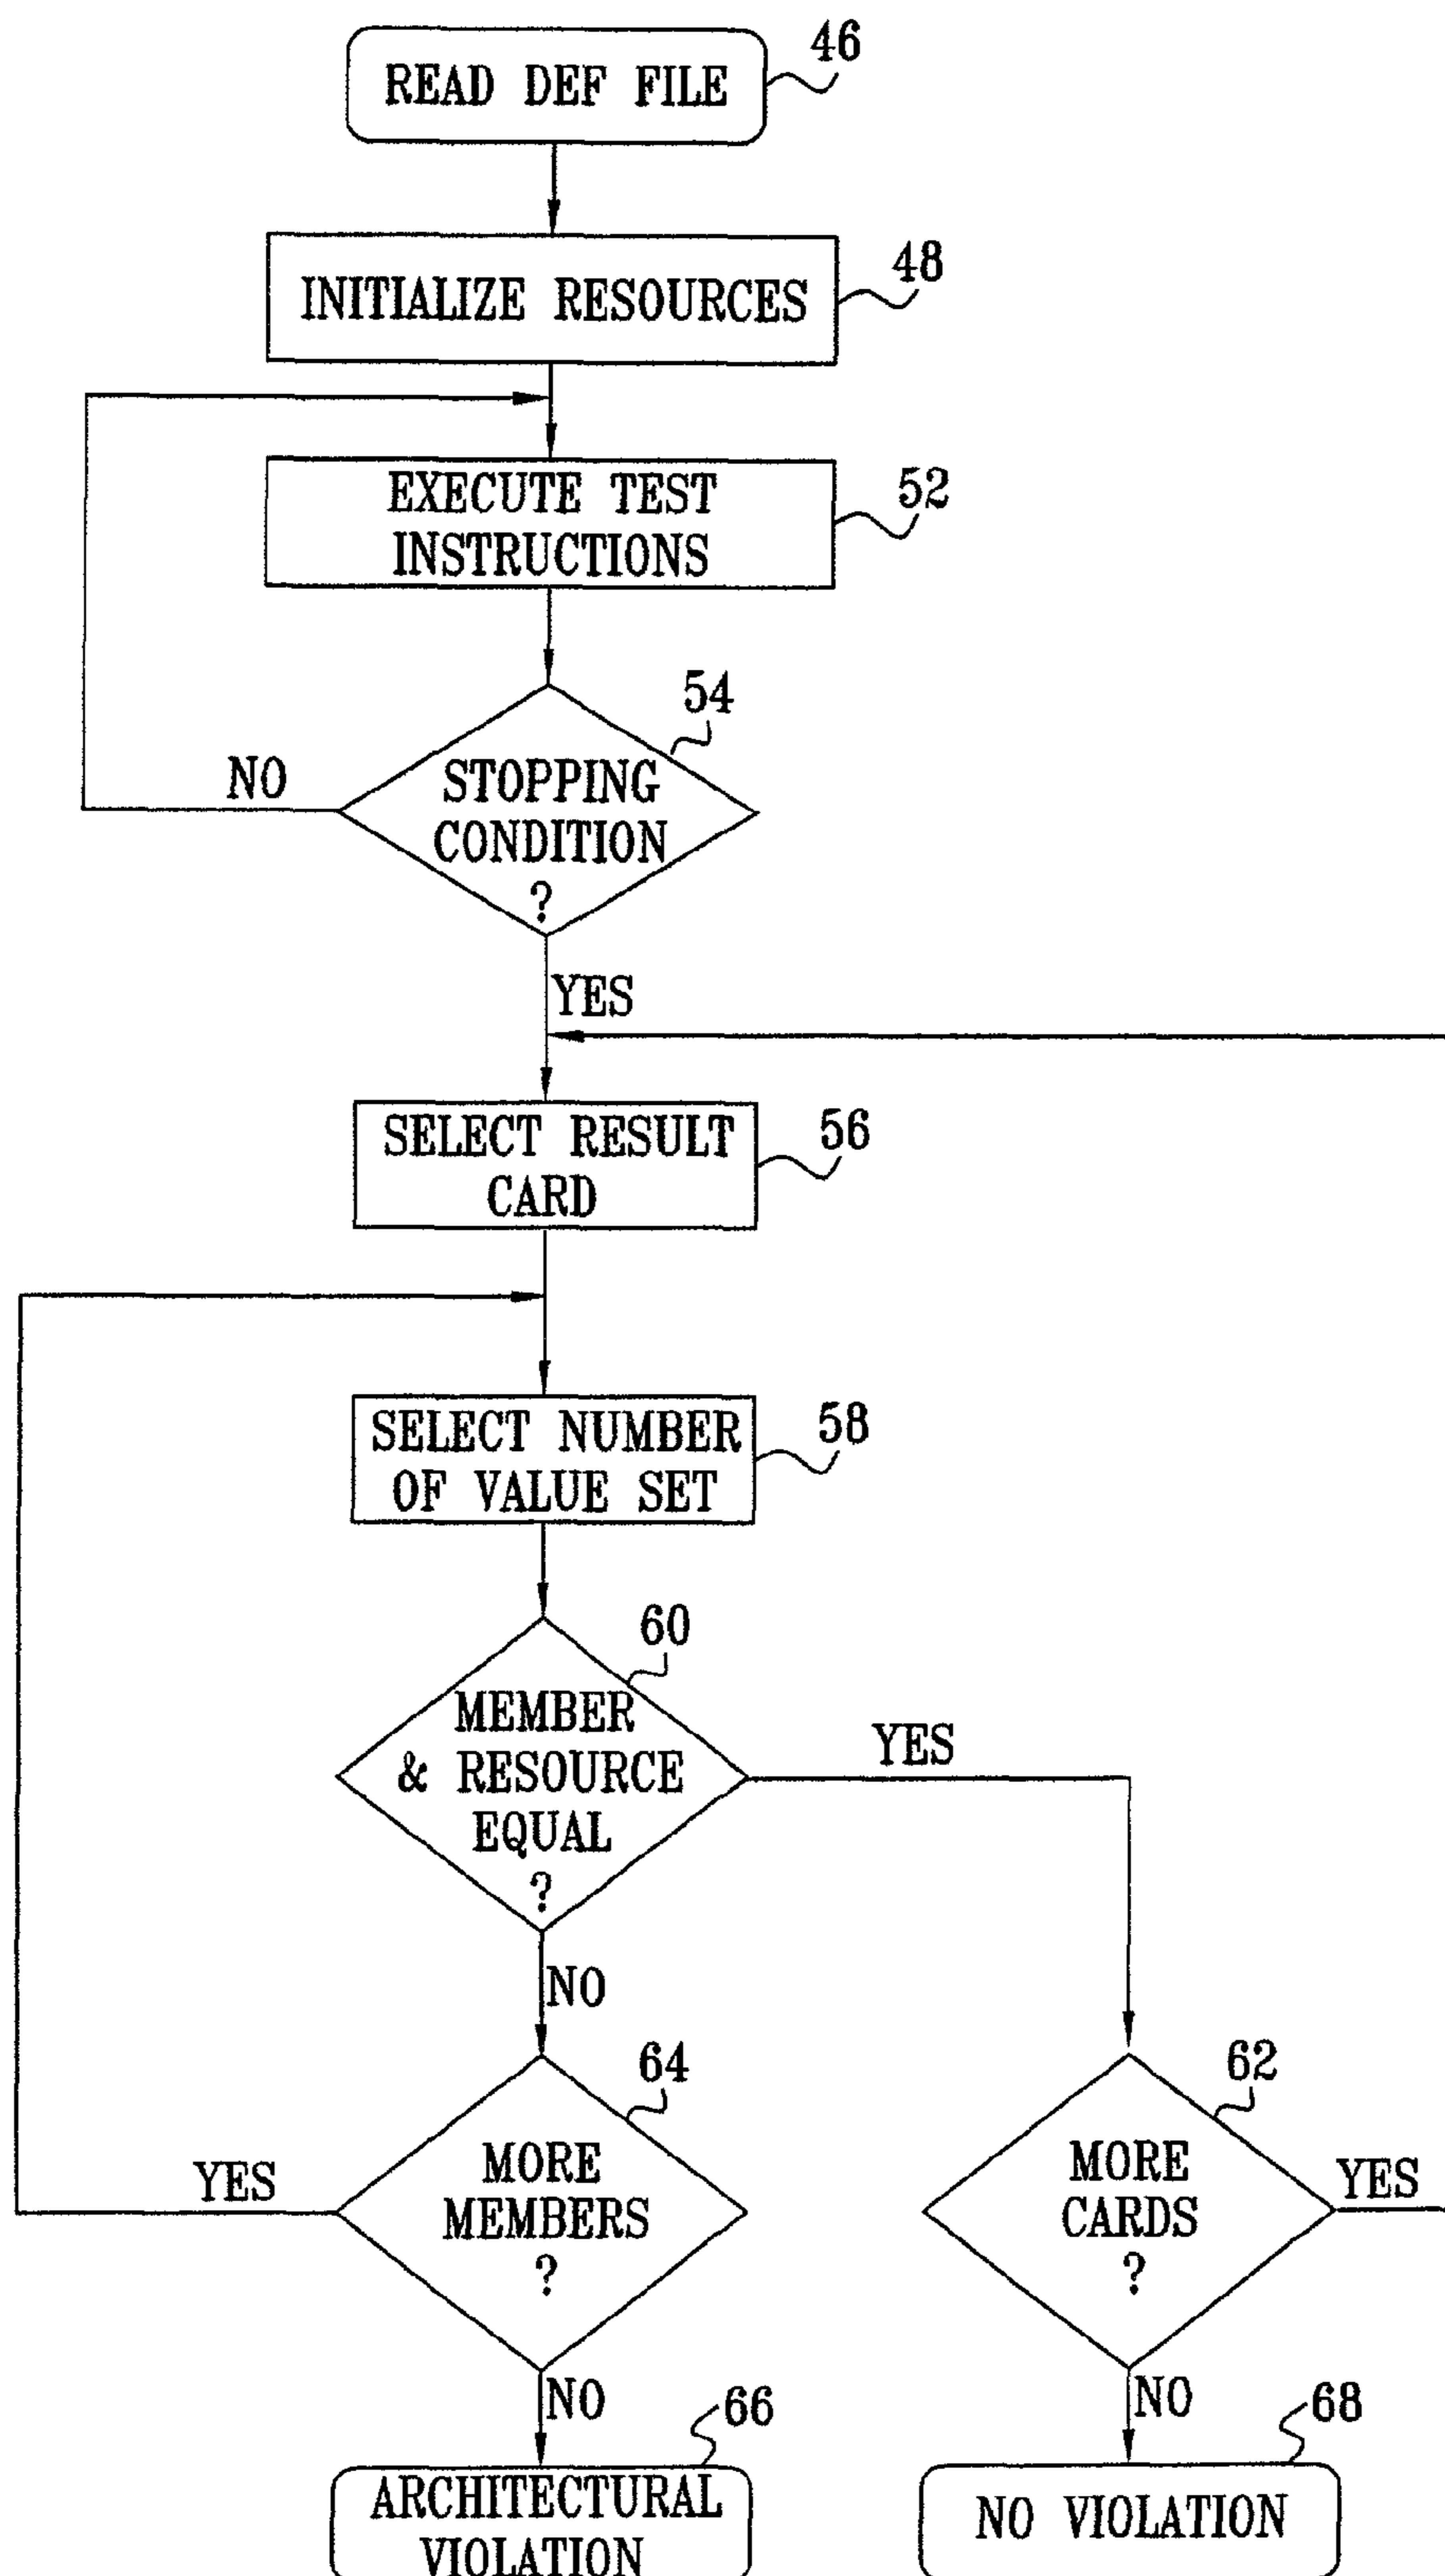 46
READ DEF FILE
48
INITIALIZE RESOURCES
52
EXECUTE TEST
INSTRUCTIONS
54
STOPPING
CONDITION
?
NO
YES
56
SELECT RESULT
CARD
58
SELECT NUMBER
OF VALUE SET
60
MEMBER
& RESOURCE
EQUAL
?
YES
NO
64
MORE
MEMBERS
?
YES
62
MORE
CARDS
?
YES
NO
66
ARCHITECTURAL
VIOLATION
NO
68
NO VIOLATION